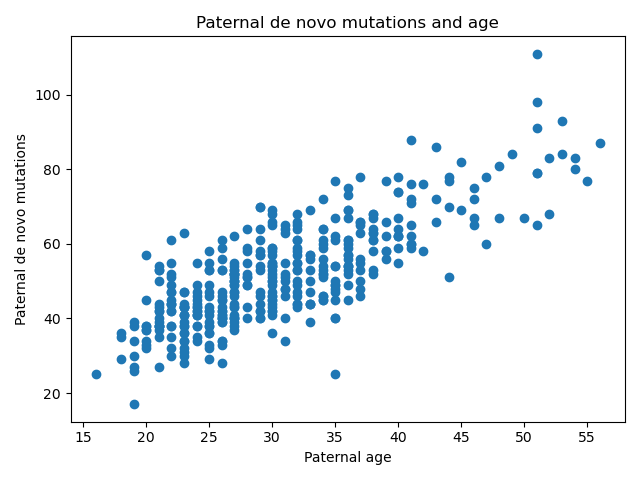 Paternal de novo mutations and age
Paternal de novo mutations
100
80
60
40
20
15 20 25 30 35 40 45 50 55
Paternal age